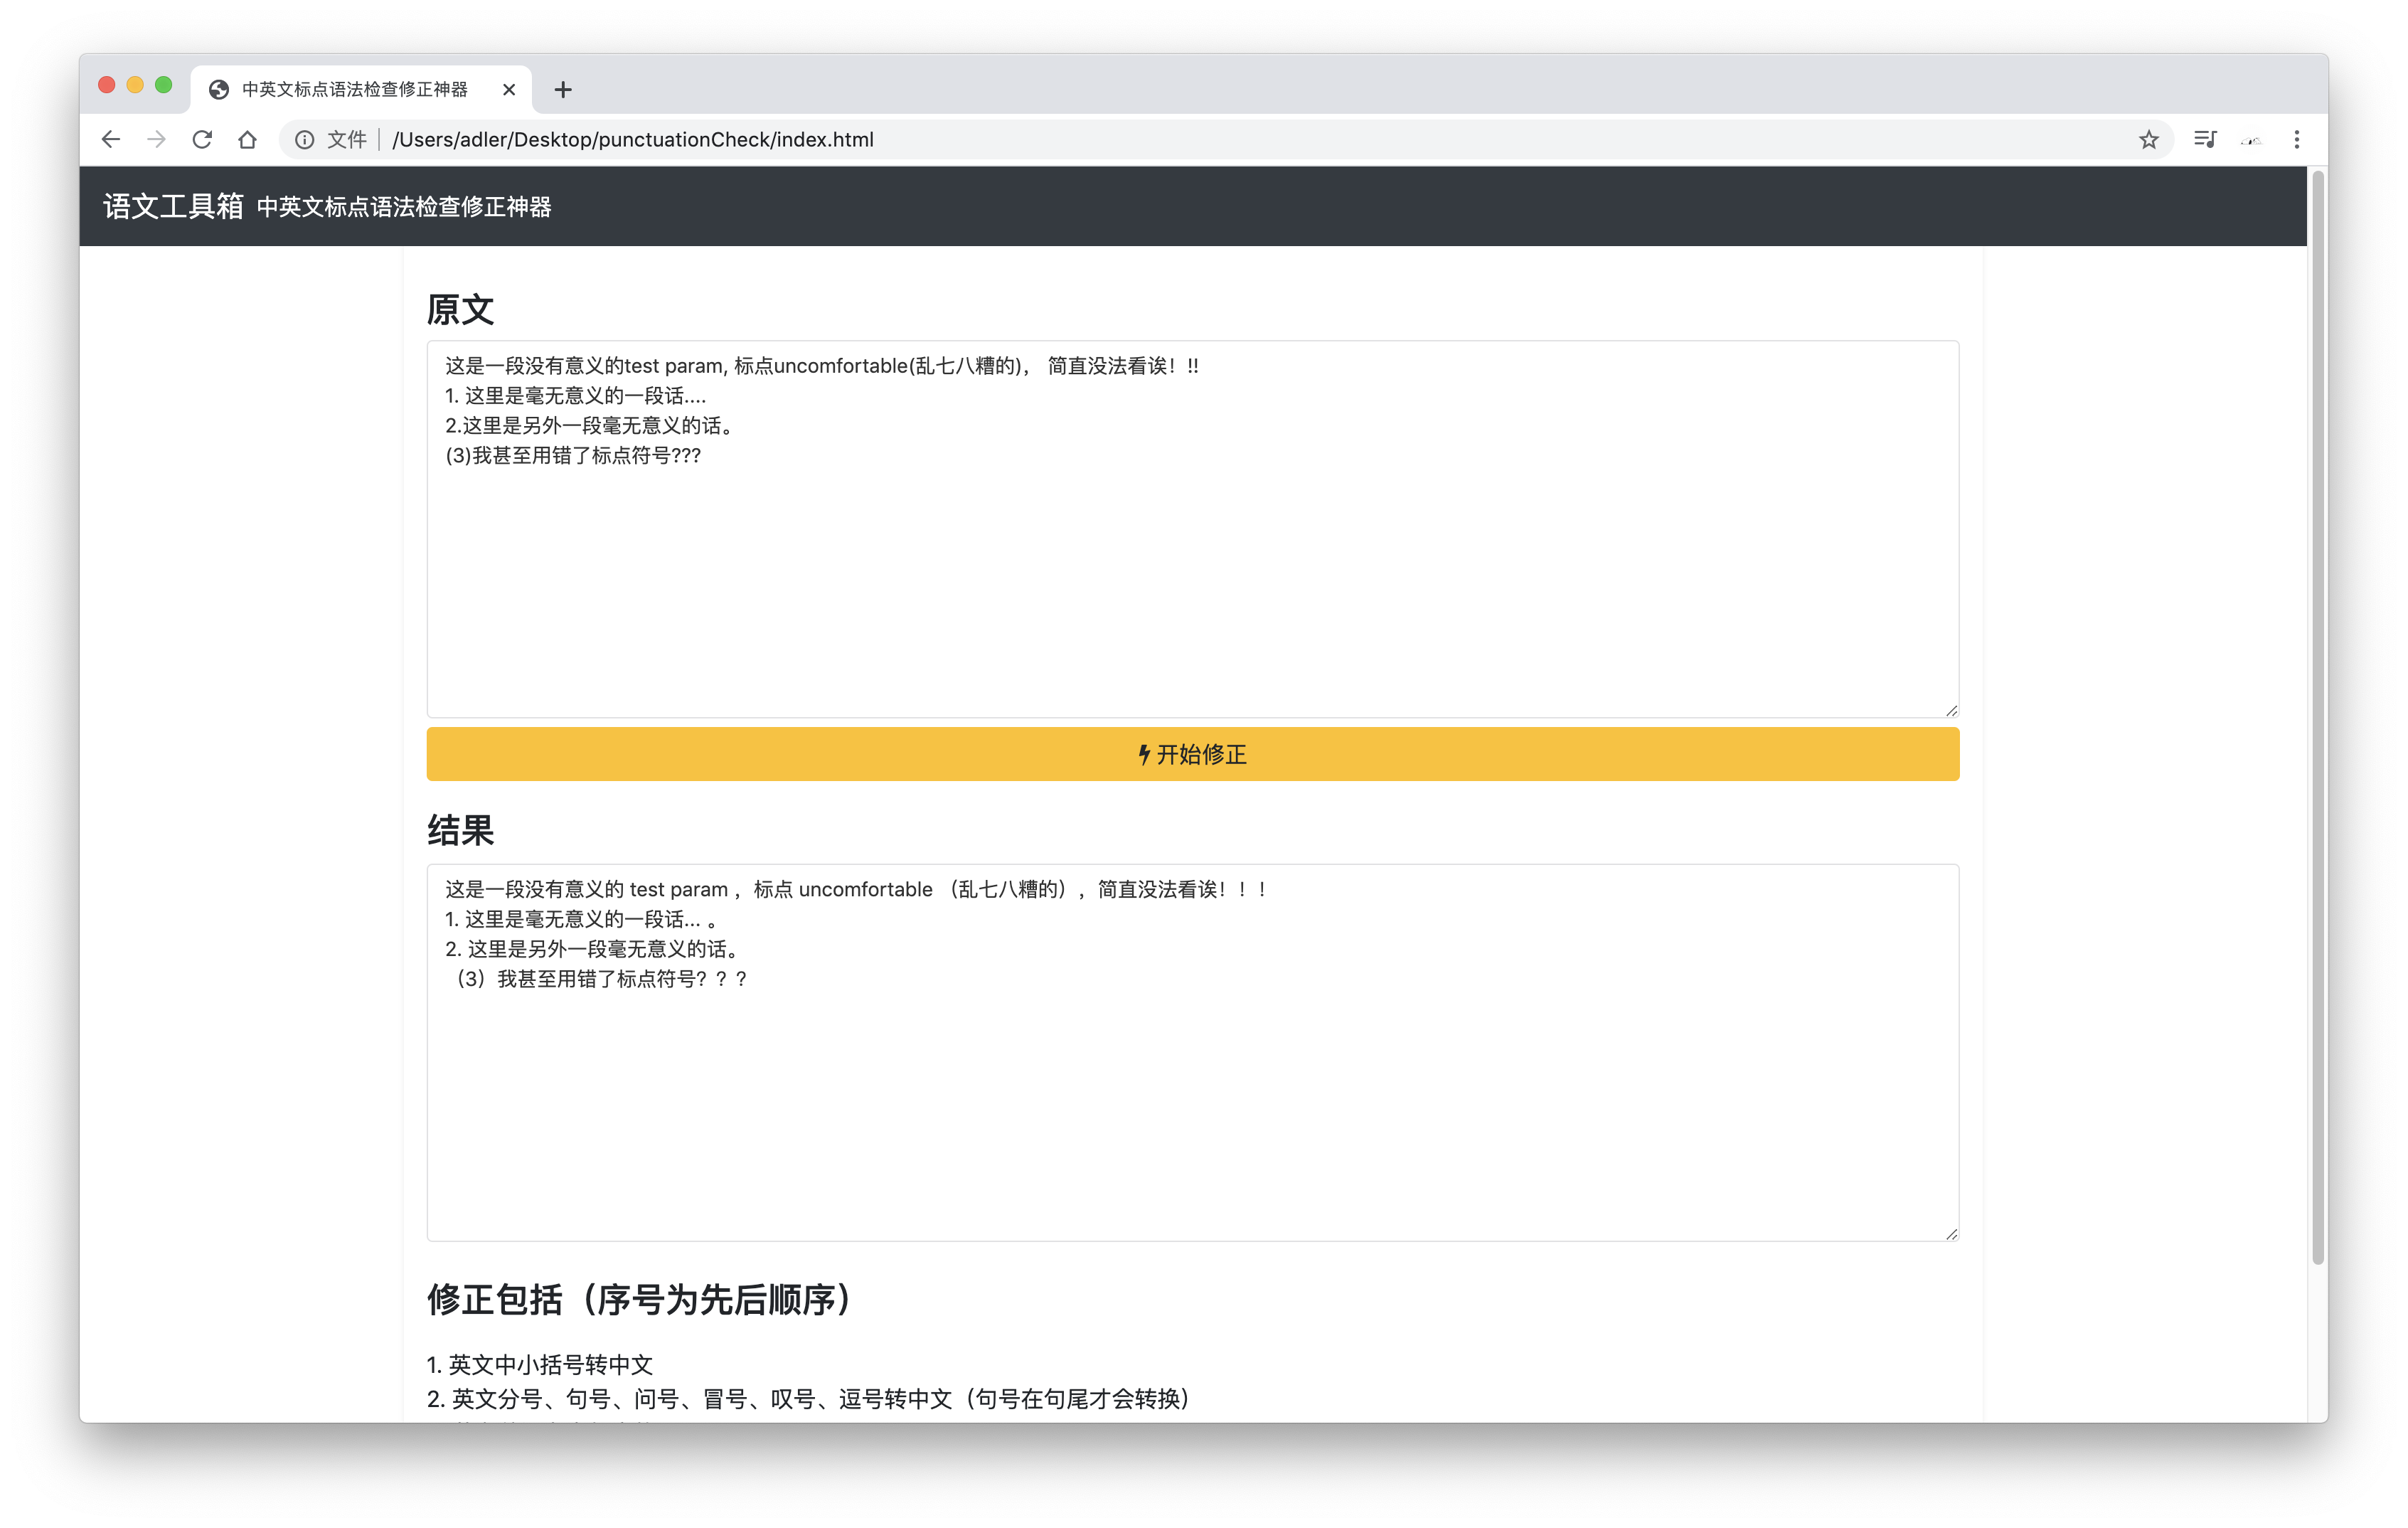 中英文标点语法检查修正神器
文件 /Users/adler/Desktop/punctuationCheck/index.html
语文工具箱 中英文标点语法检查修正神器
原文
这是一段没有意义的test param, 标点uncomfortable(乱七八糟的)， 简直没法看诶！!!
1. 这里是毫无意义的一段话....
2.这里是另外一段毫无意义的话。
(3)我甚至用错了标点符号???
开始修正
结果
这是一段没有意义的 test param ，标点 uncomfortable （乱七八糟的），简直没法看诶！！！
1. 这里是毫无意义的一段话... 。
2. 这里是另外一段毫无意义的话。
（3）我甚至用错了标点符号？？？
修正包括（序号为先后顺序）
1. 英文中小括号转中文
2. 英文分号、句号、问号、冒号、叹号、逗号转中文（句号在句尾才会转换）